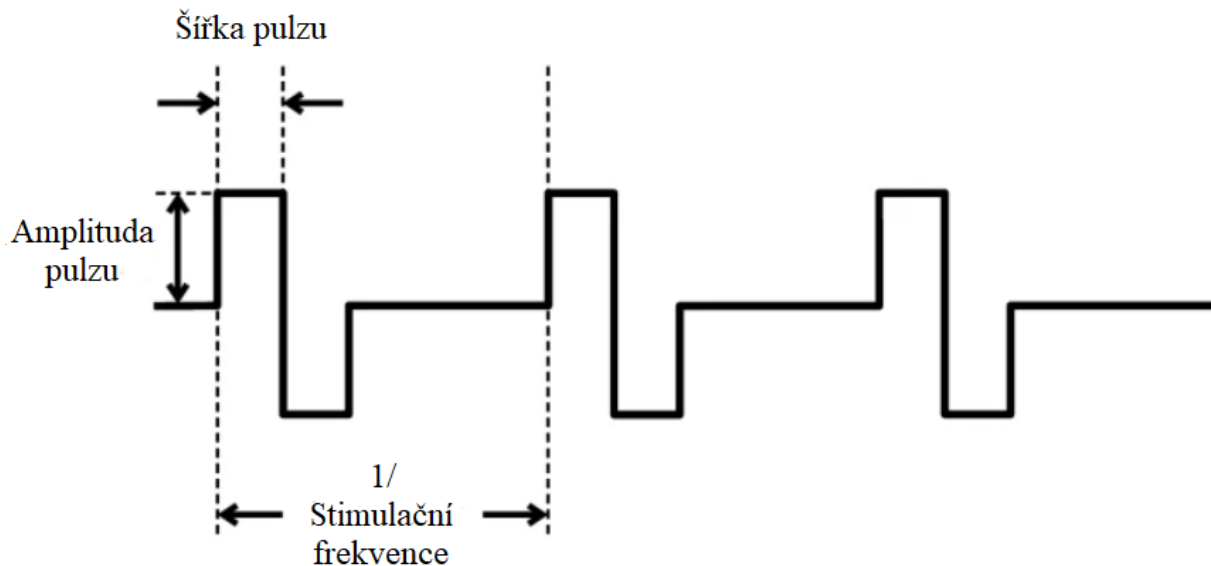 Šířka pulzu
Amplituda
pulzu
1/
Stimulační
frekvence